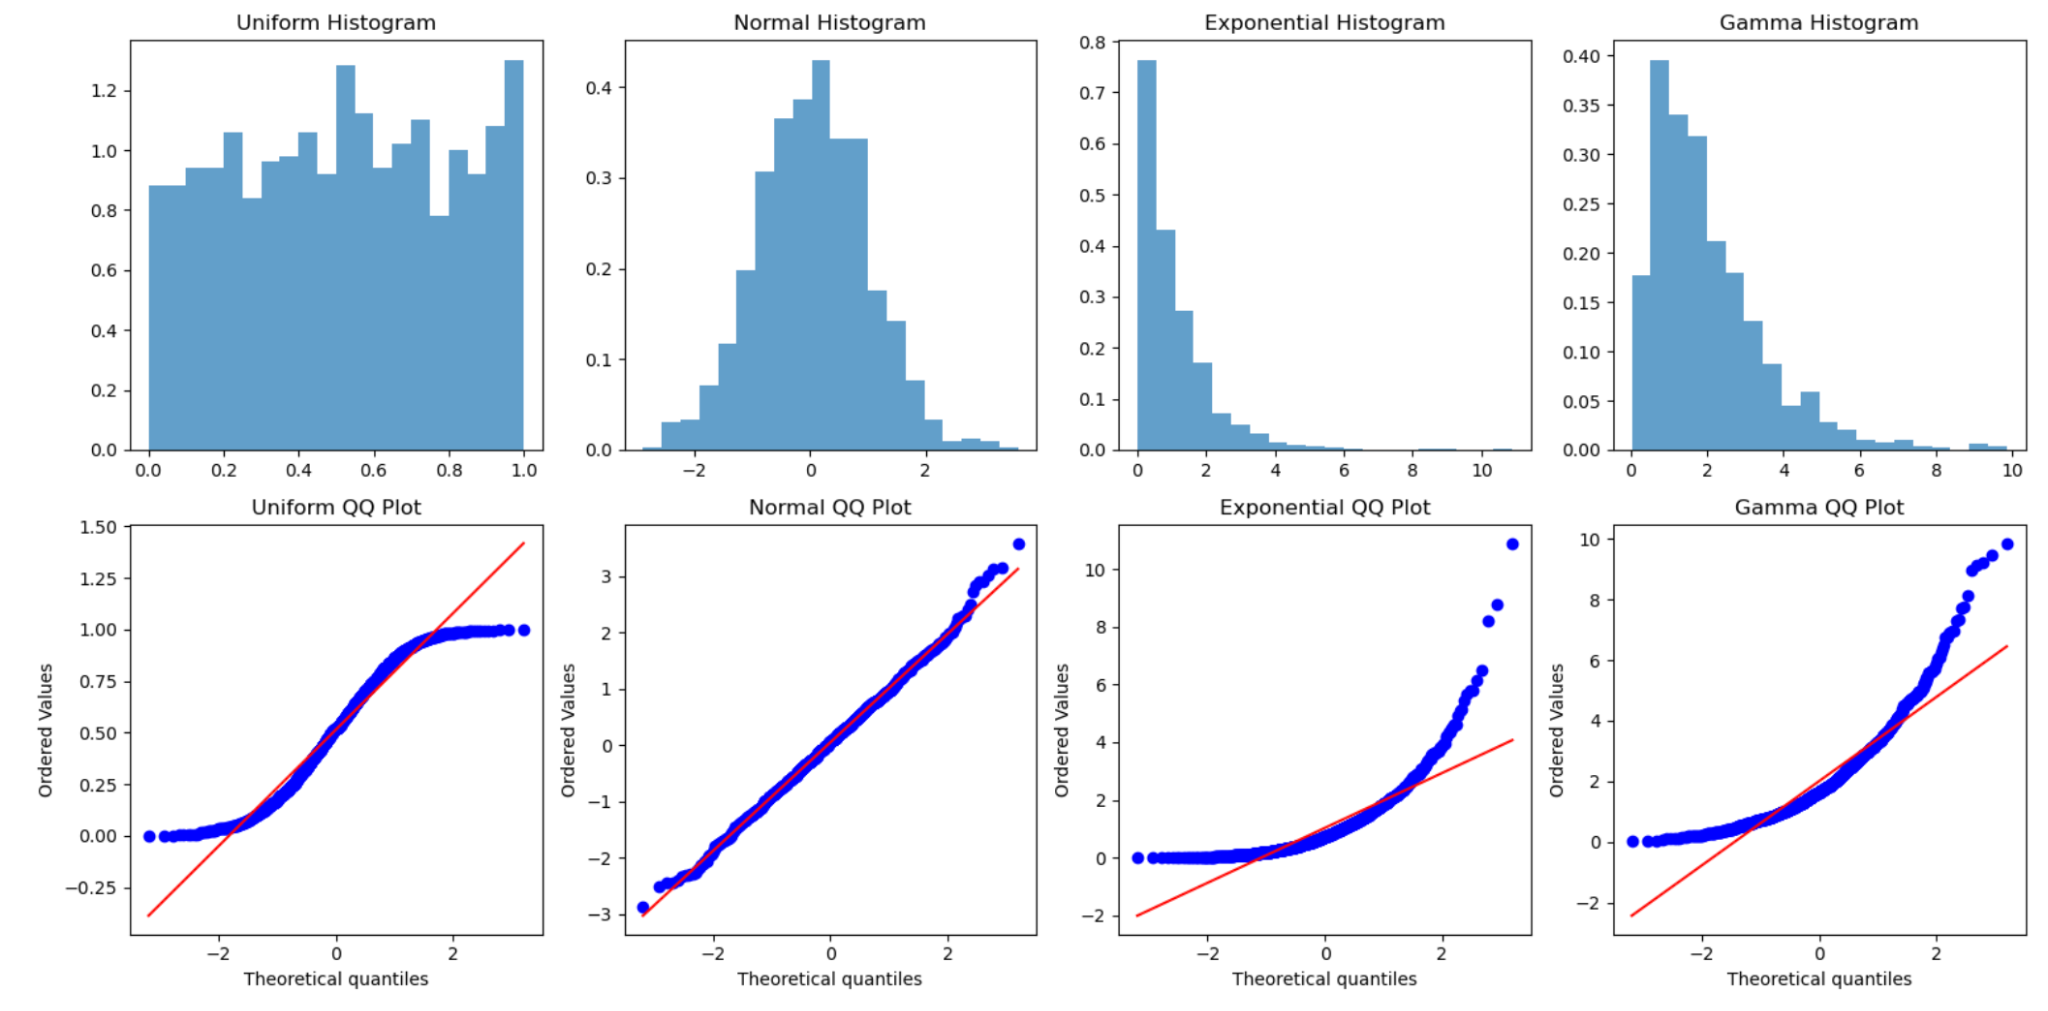 Uniform Histogram
1.2
1.0
0.8
0.6
0.4
0.2
0.0
0.0 0.2 0.4 0.6 0.8 1.0
Normal Histogram
0.4
0.3
0.2
0.1
0.0
−2 0 2
Exponential Histogram
0.8
0.7
0.6
0.5
0.4
0.3
0.2
0.1
0.0
0 2 4 6 8 10
Gamma Histogram
0.40
0.35
0.30
0.25
0.20
0.15
0.10
0.05
0.00
0 2 4 6 8 10
Uniform QQ Plot
Ordered Values
1.50
1.25
1.00
0.75
0.50
0.25
0.00
−0.25
−2 0 2
Theoretical quantiles
Normal QQ Plot
Ordered Values
3
2
1
0
−1
−2
−3
−2 0 2
Theoretical quantiles
Exponential QQ Plot
Ordered Values
10
8
6
4
2
0
−2
−2 0 2
Theoretical quantiles
Gamma QQ Plot
Ordered Values
10
8
6
4
2
0
−2
−2 0 2
Theoretical quantiles